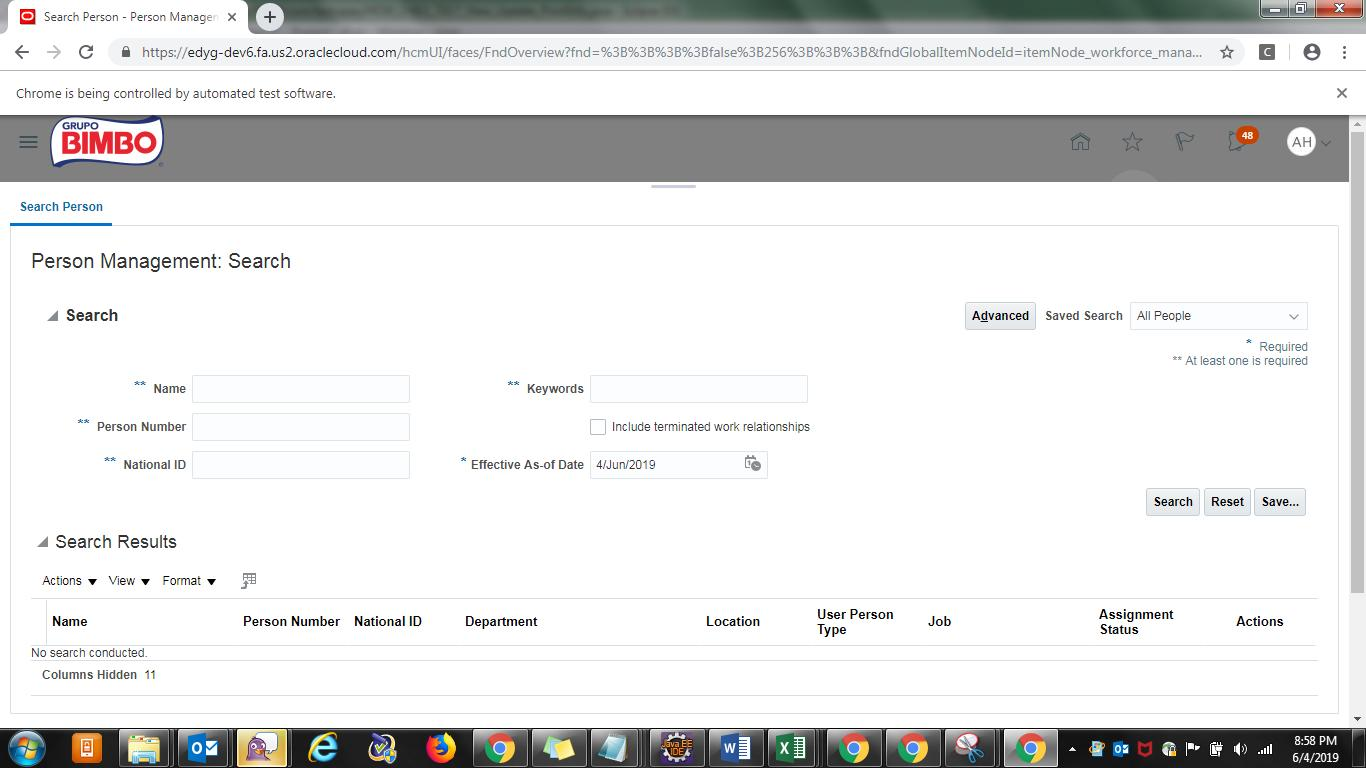 Search Person - Person Managen
https://edyg-dev6.fa.us2.oraclecloud.com/hcmUI/faces/FndOverview?fnd=%3B%3B%3B%3Bfalse%3B256%3B%3B%3B&fndGlobalItemNodeId=itemNode_workforce_mana...
C
Chrome is being controlled by automated test software.
GRUPO
BIMBO
48
AH
Search Person
Person Management: Search
Search
Advanced Saved Search All People
* Required
** At least one is required
** Name ** Keywords
** Person Number Include terminated work relationships
** National ID * Effective As-of Date 4/Jun/2019
Search Reset Save...
Search Results
Actions View Format
Name Person Number National ID Department Location User Person Type Job Assignment Status Actions
No search conducted.
Columns Hidden 11
Java EE
IDE
8:58 PM
6/4/2019